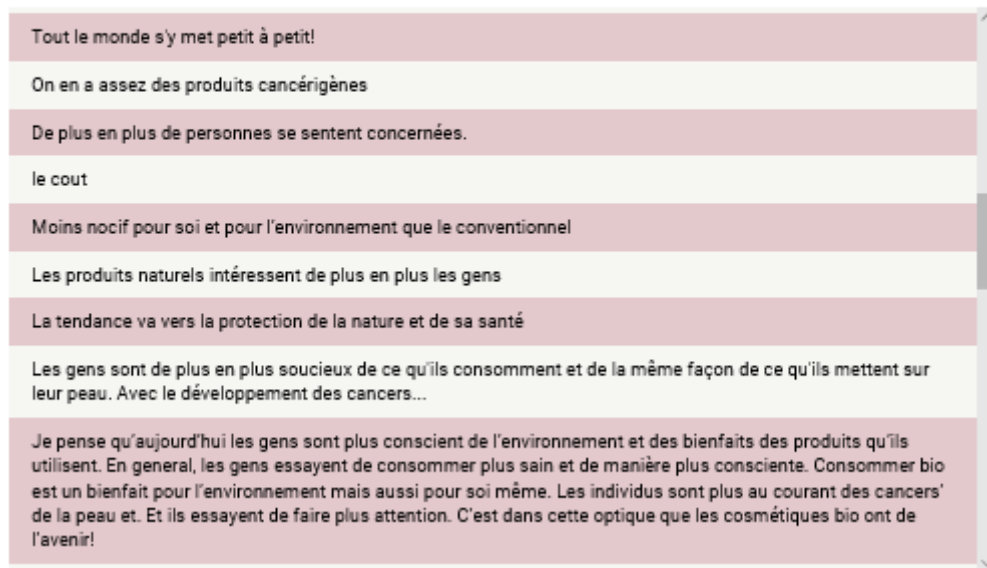 Tout le monde s'y met petit à petit!
On en a assez des produits cancérigènes
De plus en plus de personnes se sentent concernées.
le cout
Moins nocif pour soi et pour l'environnement que le conventionnel
Les produits naturels intéressent de plus en plus les gens
La tendance va vers la protection de la nature et de sa santé
Les gens sont de plus en plus soucieux de ce qu'ils consomment et de la même façon de ce qu'ils mettent sur
leur peau. Avec le développement des cancers...
Je pense qu'aujourd'hui les gens sont plus conscient de l'environnement et des bienfaits des produits qu'ils
utilisent. En general, les gens essayent de consommer plus sain et de manière plus consciente. Consommer bio
est un bienfait pour l'environnement mais aussi pour soi même. Les individus sont plus au courant des cancers'
de la peau et. Et ils essayent de faire plus attention. C'est dans cette optique que les cosmétiques bio ont de
l'avenir!